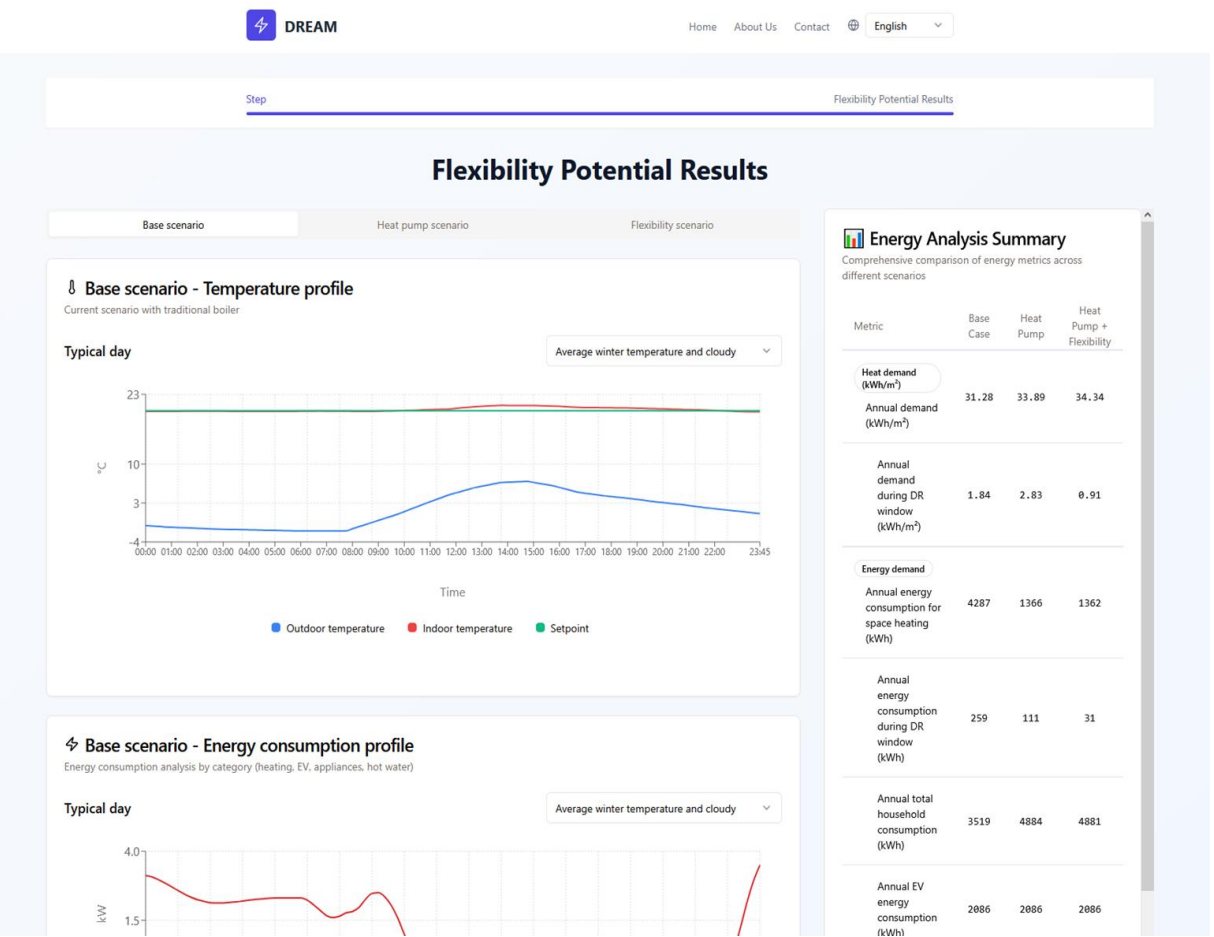 DREAM
Home About Us Contact English
Step Flexibility Potential Results
Flexibility Potential Results
Base scenario Heat pump scenario Flexibility scenario
Base scenario - Temperature profile
Current scenario with traditional boiler
Typical day Average winter temperature and cloudy
23
10
3
-4
°C
00:00 01:00 02:00 03:00 04:00 05:00 06:00 07:00 08:00 09:00 10:00 11:00 12:00 13:00 14:00 15:00 16:00 17:00 18:00 19:00 20:00 21:00 22:00 23:45
Time
Outdoor temperature Indoor temperature Setpoint
Base scenario - Energy consumption profile
Energy consumption analysis by category (heating, EV, appliances, hot water)
Typical day Average winter temperature and cloudy
4.0
1.5
kW
Energy Analysis Summary
Comprehensive comparison of energy metrics across
different scenarios
Metric Base Case Heat Pump Heat Pump + Flexibility
Heat demand
(kWh/m²)
Annual demand
(kWh/m²)
31.28 33.89 34.34
Annual
demand
during DR
window
(kWh/m²)
1.84 2.83 0.91
Energy demand
Annual energy
consumption for
space heating
(kWh)
4287 1366 1362
Annual
energy
consumption
during DR
window
(kWh)
259 111 31
Annual total
household
consumption
(kWh)
3519 4884 4881
Annual EV
energy
consumption
(kWh)
2086 2086 2086